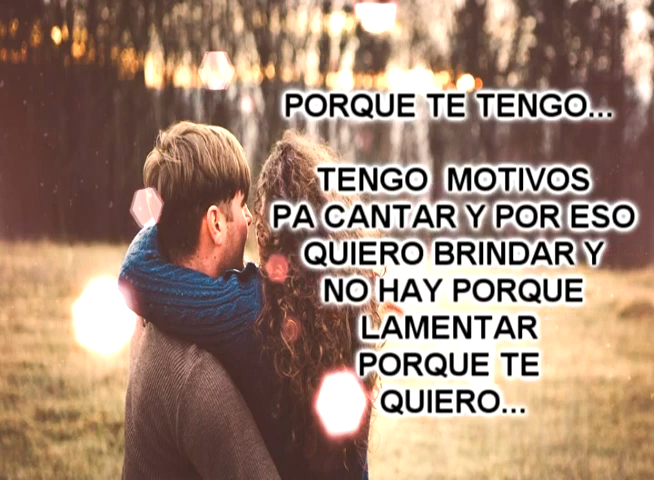 PORQUE TE TENGO...
TENGO MOTIVOS
PA CANTAR Y POR ESO
QUIERO BRINDAR Y
NO HAY PORQUE
LAMENTAR
PORQUE TE
QUIERO...